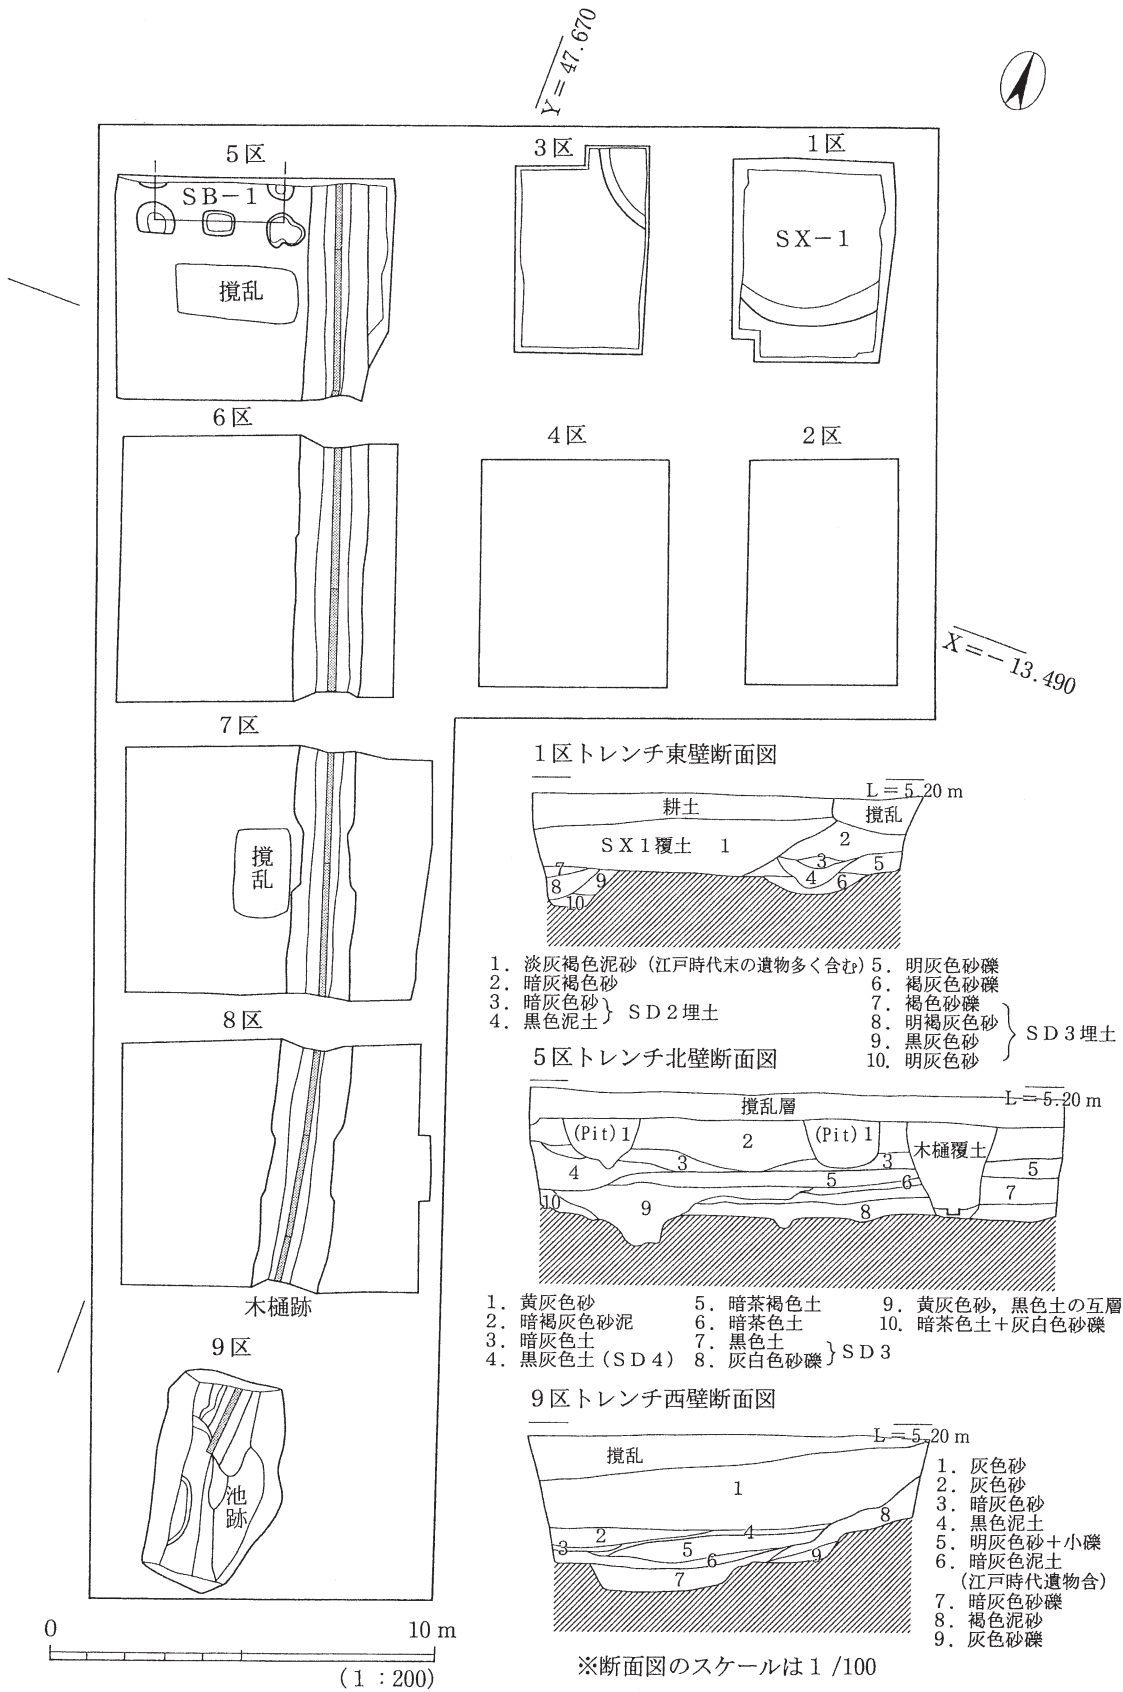 Y＝47.670
5区
3区
1区
SB－1
SX－1
撹乱
6区
4区
2区
X＝－13.490
7区
撹乱
8区
木樋跡
9区
池跡
0 10 m
(1：200)
1区トレンチ東壁断面図
L＝5.20 m
耕土
撹乱
SX1覆土 1
2
3
4
5
6
7
8
9
10
1．淡灰褐色泥砂（江戸時代末の遺物多く含む）
2．暗灰褐色砂
3．暗灰色砂
4．黒色泥土
SD2埋土
5．明灰色砂礫
6．褐灰色砂礫
7．褐色砂礫
8．明褐灰色砂
9．黒灰色砂
10．明灰色砂
SD3埋土
5区トレンチ北壁断面図
L＝5.20 m
撹乱層
(Pit) 1
2
(Pit) 1
木樋覆土
3
3
4
5
5
6
7
8
9
10
1．黄灰色砂
2．暗褐灰色砂泥
3．暗灰色土
4．黒灰色土（SD4）
5．暗茶褐色土
6．暗茶色土
7．黒色土
8．灰白色砂礫
SD3
9．黄灰色砂，黒色土の互層
10．暗茶色土＋灰白色砂礫
9区トレンチ西壁断面図
L＝5.20 m
撹乱
1
2
3
4
5
6
7
8
9
1．灰色砂
2．灰色砂
3．暗灰色砂
4．黒色泥土
5．明灰色砂＋小礫
6．暗灰色泥土
（江戸時代遺物含）
7．暗灰色砂礫
8．褐色泥砂
9．灰色砂礫
※断面図のスケールは1 /100